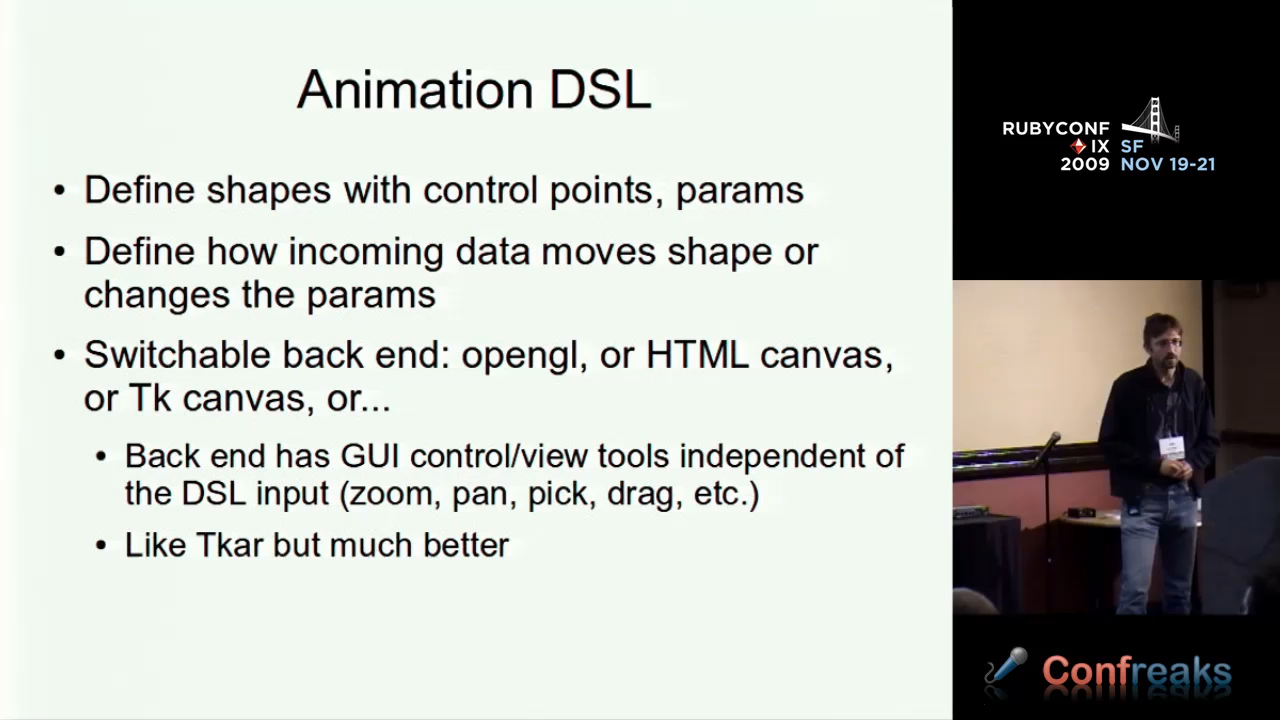 Animation DSL
• Define shapes with control points, params
• Define how incoming data moves shape or
changes the params
• Switchable back end: opengl, or HTML canvas,
or Tk canvas, or...
• Back end has GUI control/view tools independent of
the DSL input (zoom, pan, pick, drag, etc.)
• Like Tkar but much better
RUBYCONF
IX SF
2009 NOV 19-21
Confreaks